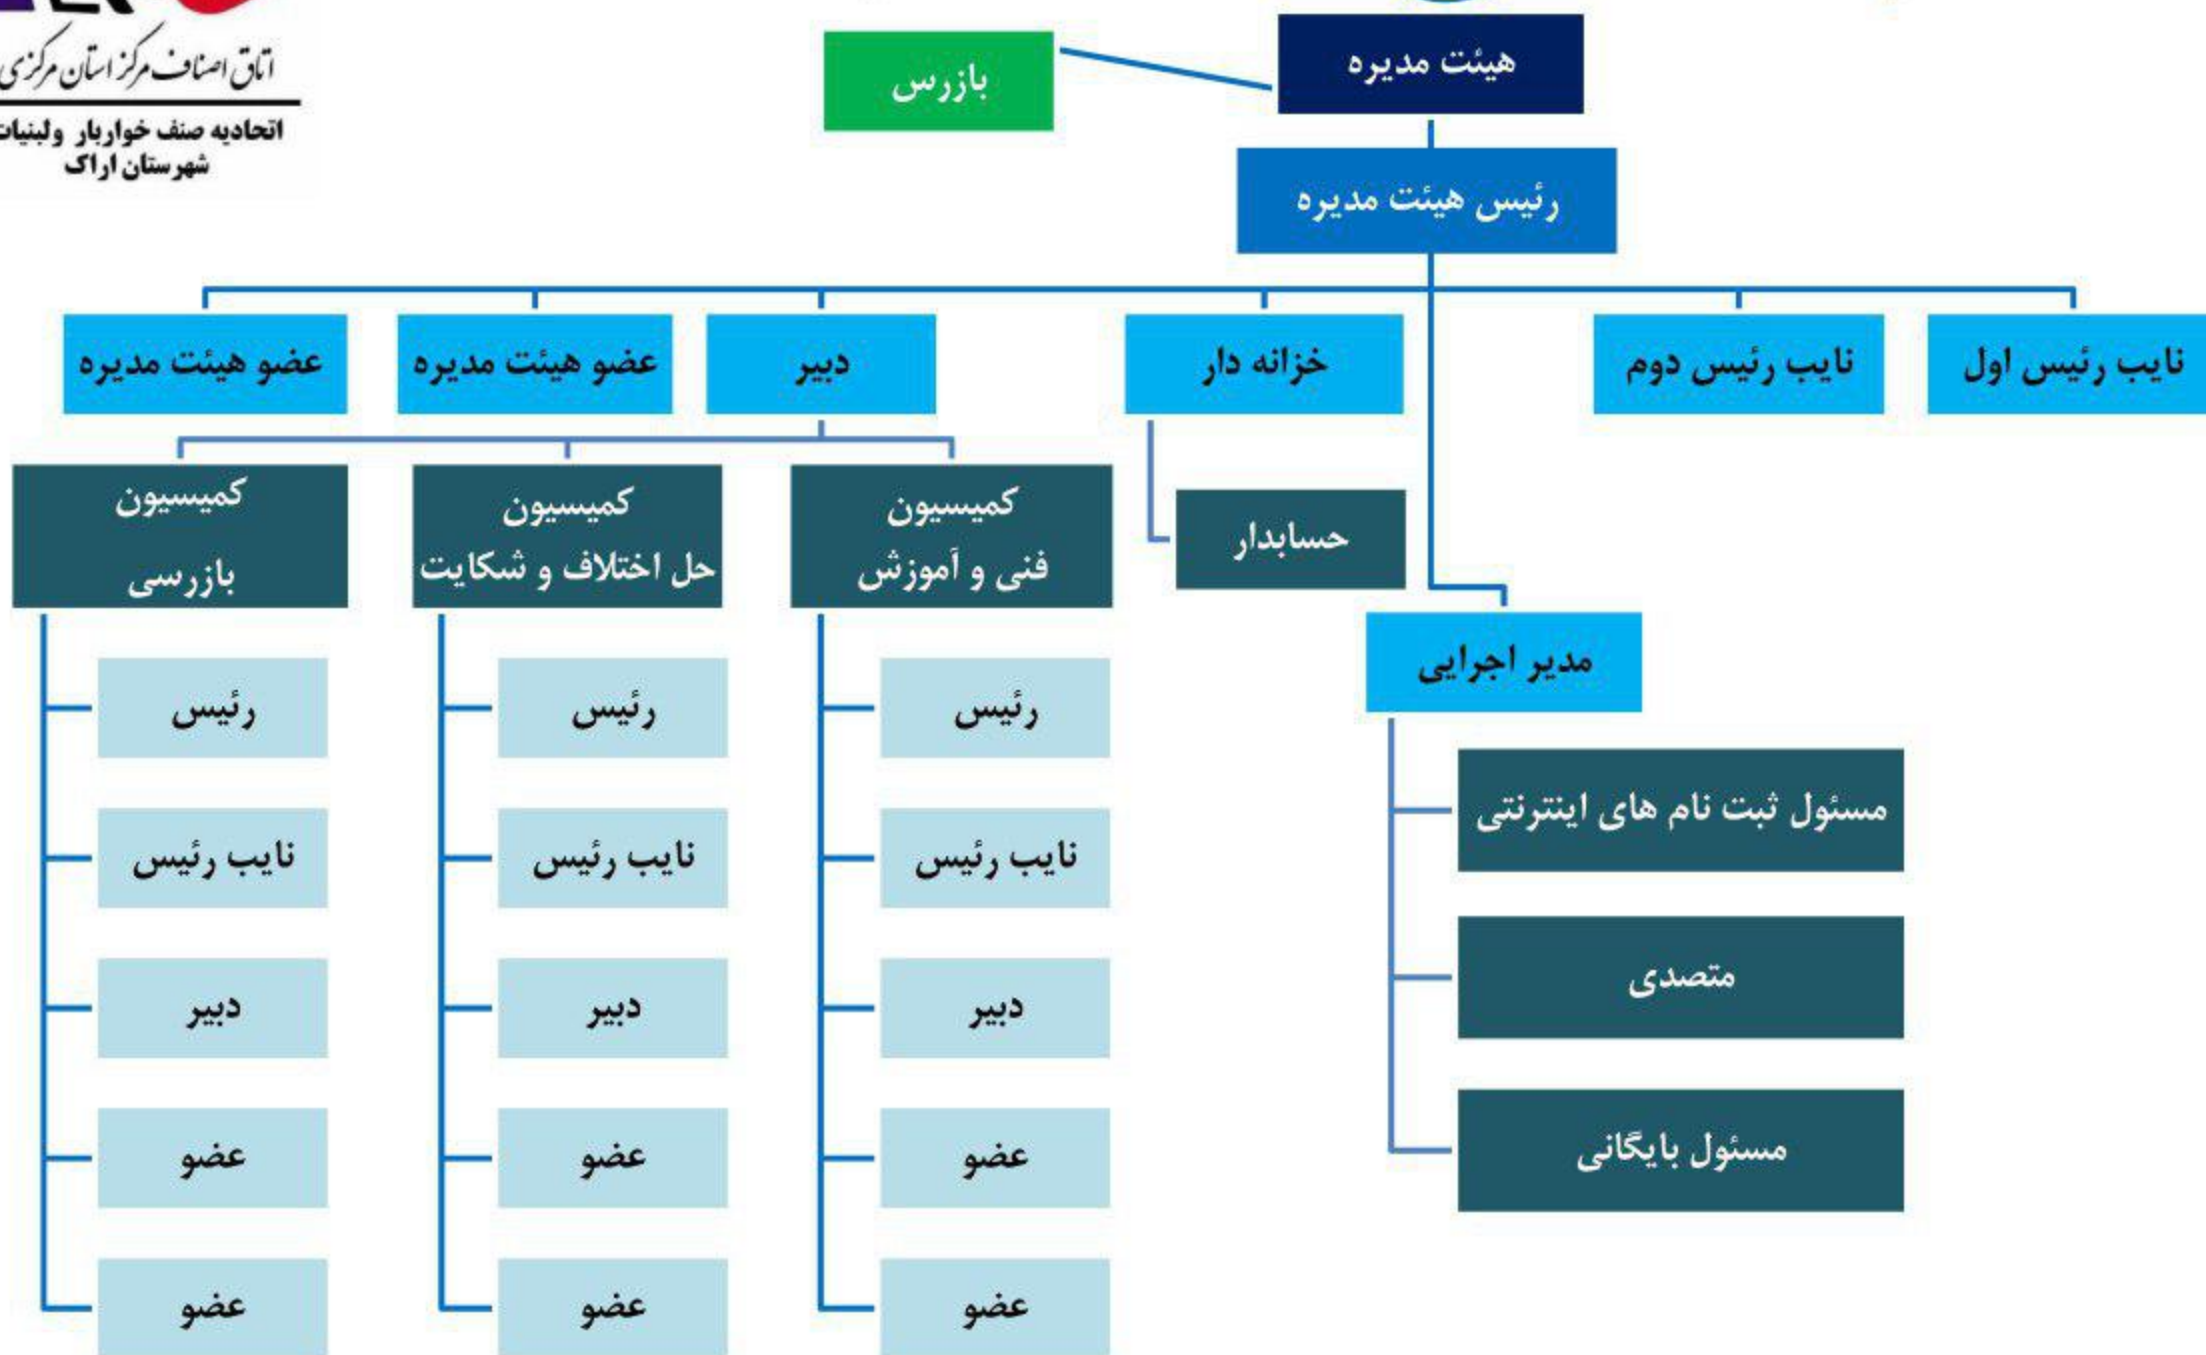 اتاق اصناف مرکز استان مرکزی
اتحادیه صنف خواربار ولبنیات
شهرستان اراک
هیئت مدیره
بازرس
رئیس هیئت مدیره
نایب رئیس اول
نایب رئیس دوم
خزانه دار
دبیر
عضو هیئت مدیره
عضو هیئت مدیره
حسابدار
مدیر اجرایی
مسئول ثبت نام های اینترنتی
متصدی
مسئول بایگانی
کمیسیون
فنی و آموزش
رئیس
نایب رئیس
دبیر
عضو
عضو
کمیسیون
حل اختلاف و شکایت
رئیس
نایب رئیس
دبیر
عضو
عضو
کمیسیون
بازرسی
رئیس
نایب رئیس
دبیر
عضو
عضو